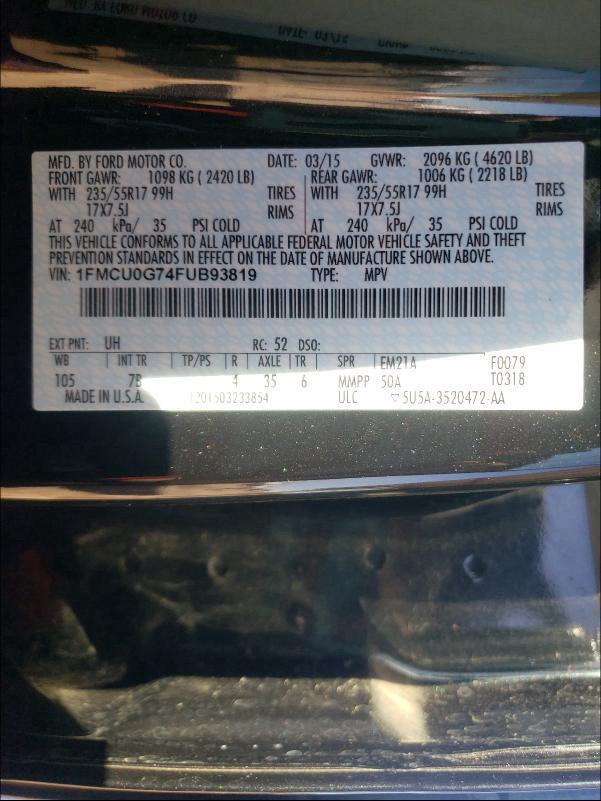 MFD. BY FORD MOTOR CO. DATE: 03/15 GVWR: 2096 KG ( 4620 LB)
FRONT GAWR: 1098 KG ( 2420 LB) REAR GAWR: 1006 KG ( 2218 LB)
WITH 235/55R17 99H TIRES WITH 235/55R17 99H TIRES
17X7.5J RIMS 17X7.5J RIMS
AT 240 kPa/ 35 PSI COLD AT 240 kPa/ 35 PSI COLD
THIS VEHICLE CONFORMS TO ALL APPLICABLE FEDERAL MOTOR VEHICLE SAFETY AND THEFT
PREVENTION STANDARDS IN EFFECT ON THE DATE OF MANUFACTURE SHOWN ABOVE.
VIN: 1FMCU0G74FUB93819 TYPE: MPV
EXT PNT: UH RC: 52 DSO:
WB INT TR TP/PS R AXLE TR SPR EM21A F0079
105 7B 4 35 6 MMPP 50A T0318
MADE IN U.S.A. 1201503233854 ULC ▽5U5A-3520472-AA